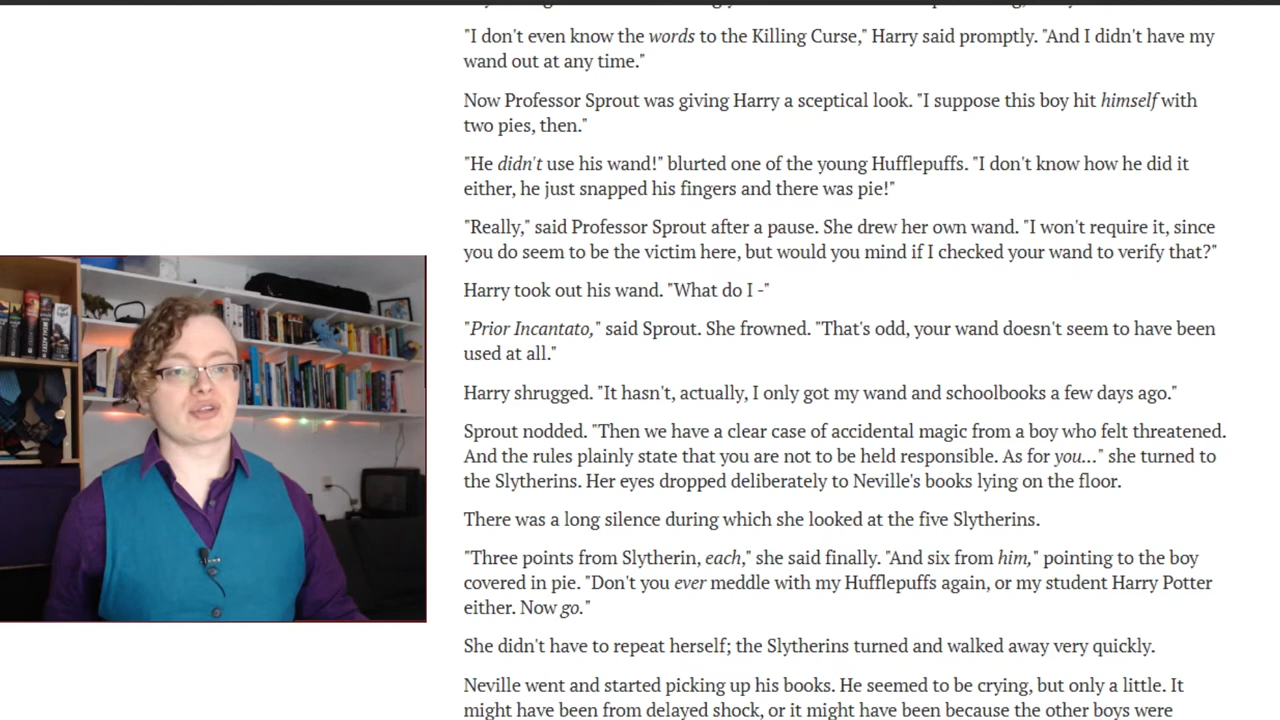 "I don't even know the words to the Killing Curse," Harry said promptly. "And I didn't have my
wand out at any time."
Now Professor Sprout was giving Harry a sceptical look. "I suppose this boy hit himself with
two pies, then."
"He didn't use his wand!" blurted one of the young Hufflepuffs. "I don't know how he did it
either, he just snapped his fingers and there was pie!"
"Really," said Professor Sprout after a pause. She drew her own wand. "I won't require it, since
you do seem to be the victim here, but would you mind if I checked your wand to verify that?"
Harry took out his wand. "What do I -"
"Prior Incantato," said Sprout. She frowned. "That's odd, your wand doesn't seem to have been
used at all."
Harry shrugged. "It hasn't, actually, I only got my wand and schoolbooks a few days ago."
Sprout nodded. "Then we have a clear case of accidental magic from a boy who felt threatened.
And the rules plainly state that you are not to be held responsible. As for you..." she turned to
the Slytherins. Her eyes dropped deliberately to Neville's books lying on the floor.
There was a long silence during which she looked at the five Slytherins.
"Three points from Slytherin, each," she said finally. "And six from him," pointing to the boy
covered in pie. "Don't you ever meddle with my Hufflepuffs again, or my student Harry Potter
either. Now go."
She didn't have to repeat herself; the Slytherins turned and walked away very quickly.
Neville went and started picking up his books. He seemed to be crying, but only a little. It
might have been from delayed shock, or it might have been because the other boys were